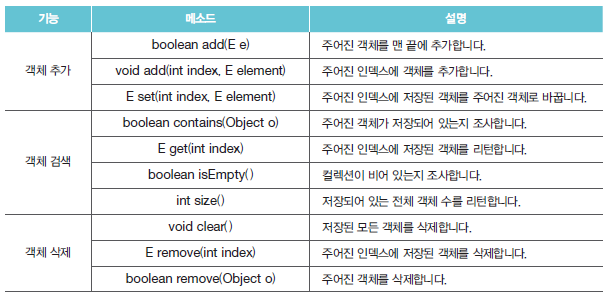 기능 메소드 설명
객체 추가 boolean add(E e) 주어진 객체를 맨 끝에 추가합니다.
void add(int index, E element) 주어진 인덱스에 객체를 추가합니다.
E set(int index, E element) 주어진 인덱스에 저장된 객체를 주어진 객체로 바꿉니다.
객체 검색 boolean contains(Object o) 주어진 객체가 저장되어 있는지 조사합니다.
E get(int index) 주어진 인덱스에 저장된 객체를 리턴합니다.
boolean isEmpty( ) 컬렉션이 비어 있는지 조사합니다.
int size() 저장되어 있는 전체 객체 수를 리턴합니다.
객체 삭제 void clear( ) 저장된 모든 객체를 삭제합니다.
E remove(int index) 주어진 인덱스에 저장된 객체를 삭제합니다.
boolean remove(Object o) 주어진 객체를 삭제합니다.